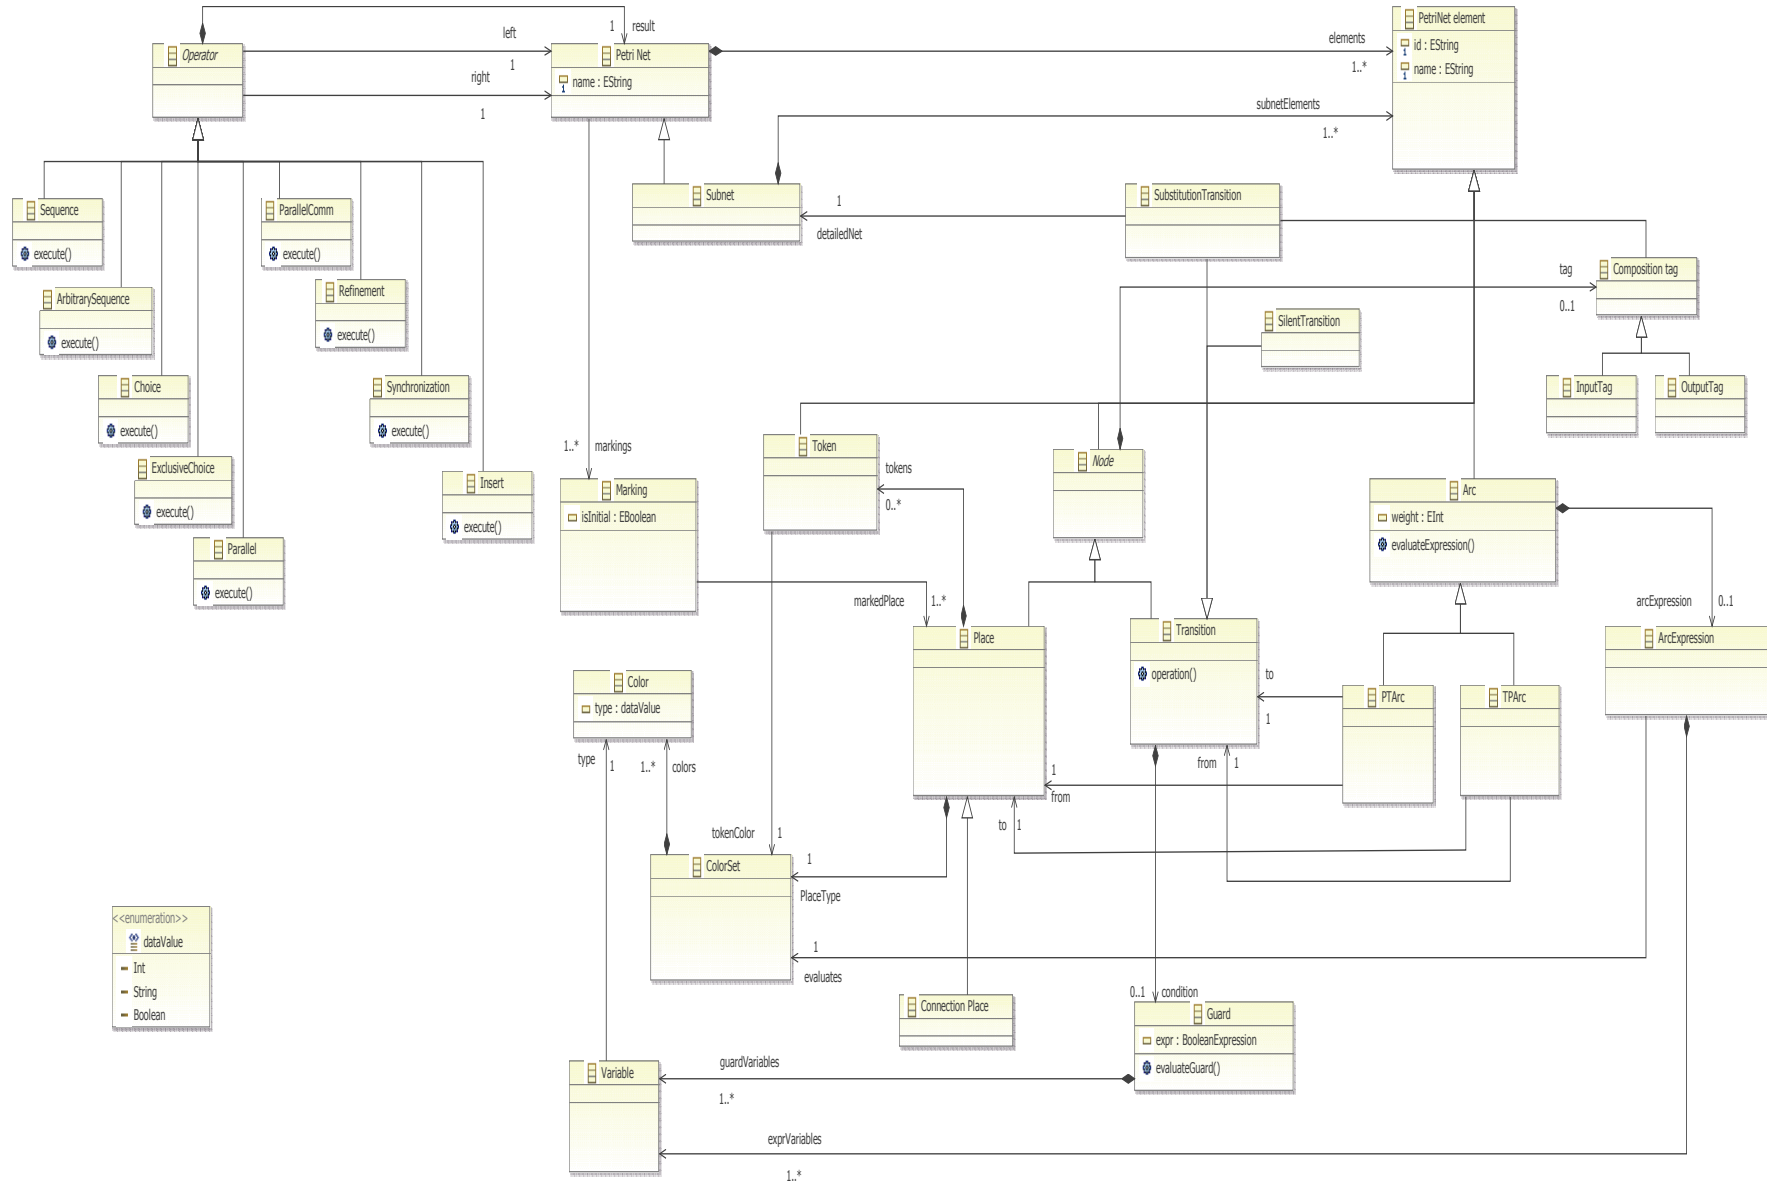 1 result
PetriNet element
left
elements
Operator
Petri Net
id : EString
1
1
1..*
name : EString
right
name : EString
1
subnetElements
1..*
1
Subnet
SubstitutionTransition
1
detailedNet
Sequence
execute()
ParallelComm
execute()
tag
Composition tag
0..1
ArbitrarySequence
execute()
Refinement
execute()
SilentTransition
Choice
execute()
Synchronization
execute()
InputTag
OutputTag
1..* markings
Token
Node
tokens
0..*
ExclusiveChoice
execute()
Insert
execute()
Marking
isInitial : EBoolean
Arc
weight : EInt
evaluateExpression()
Parallel
execute()
markedPlace
1..*
arcExpression
0..1
Place
Transition
operation()
ArcExpression
Color
type : dataValue
to
1
PTArc
TPArc
type
1
1..*
colors
from
1
1
from
to
1
tokenColor
1
ColorSet
1
PlaceType
<<enumeration>>
dataValue
Int
String
Boolean
1
evaluates
0..1 condition
Connection Place
Guard
expr : BooleanExpression
evaluateGuard()
Variable
guardVariables
1..*
exprVariables
1..*